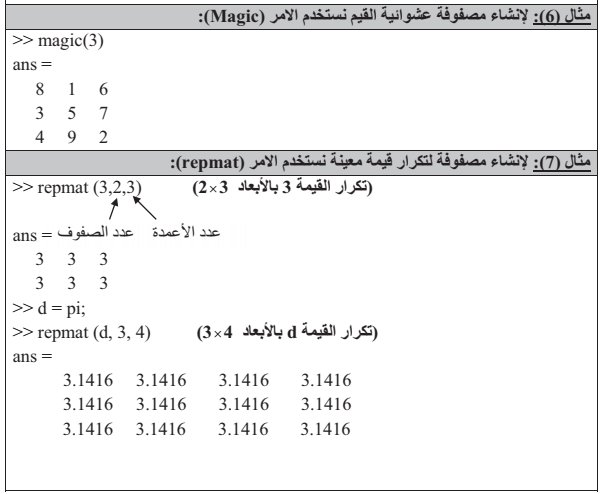 مثال (6): لإنشاء مصفوفة عشوائية القيم نستخدم الامر (Magic):
>> magic(3)
ans =
8 1 6
3 5 7
4 9 2
مثال (7): لإنشاء مصفوفة لتكرار قيمة معينة نستخدم الامر (repmat):
>> repmat (3,2,3) (تكرار القيمة 3 بالأبعاد 3×2)
ans = عدد الصفوف عدد الأعمدة
3 3 3
3 3 3
>> d = pi;
>> repmat (d, 3, 4) (تكرار القيمة d بالأبعاد 4×3)
ans =
3.1416 3.1416 3.1416 3.1416
3.1416 3.1416 3.1416 3.1416
3.1416 3.1416 3.1416 3.1416